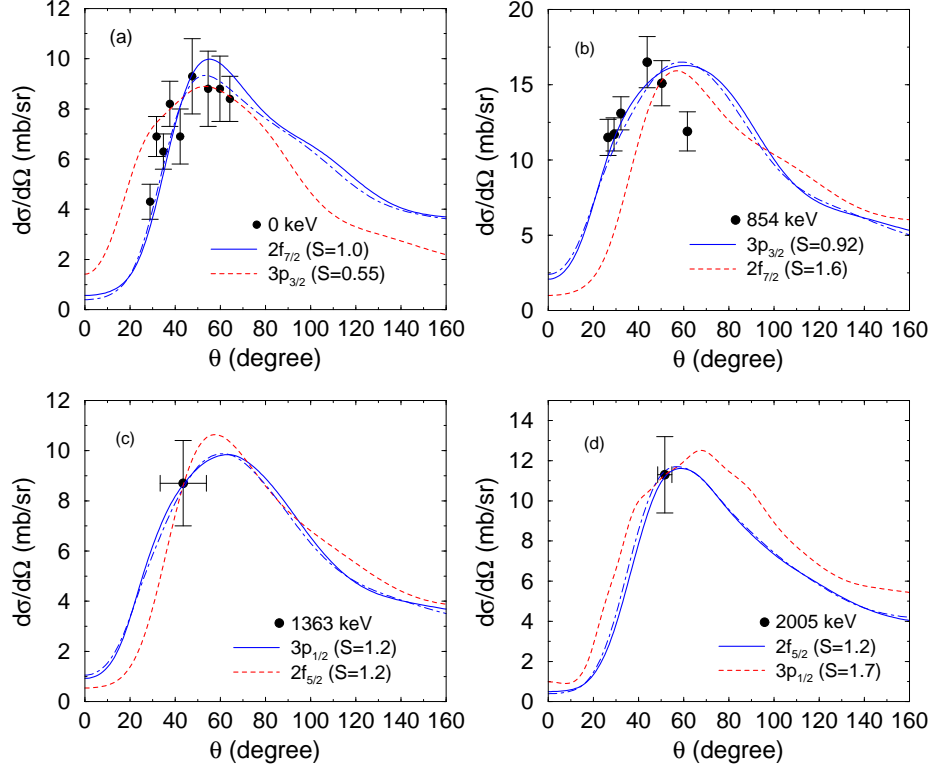 (a)
12
10
8
6
4
2
0
dσ/dΩ (mb/sr)
0 keV
2f7/2 (S=1.0)
3p3/2 (S=0.55)
0 20 40 60 80 100 120 140 160
θ (degree)
(b)
20
15
10
5
0
dσ/dΩ (mb/sr)
854 keV
3p3/2 (S=0.92)
2f7/2 (S=1.6)
0 20 40 60 80 100 120 140 160
θ (degree)
(c)
12
10
8
6
4
2
0
dσ/dΩ (mb/sr)
1363 keV
3p1/2 (S=1.2)
2f5/2 (S=1.2)
0 20 40 60 80 100 120 140 160
θ (degree)
(d)
14
12
10
8
6
4
2
0
dσ/dΩ (mb/sr)
2005 keV
2f5/2 (S=1.2)
3p1/2 (S=1.7)
0 20 40 60 80 100 120 140 160
θ (degree)